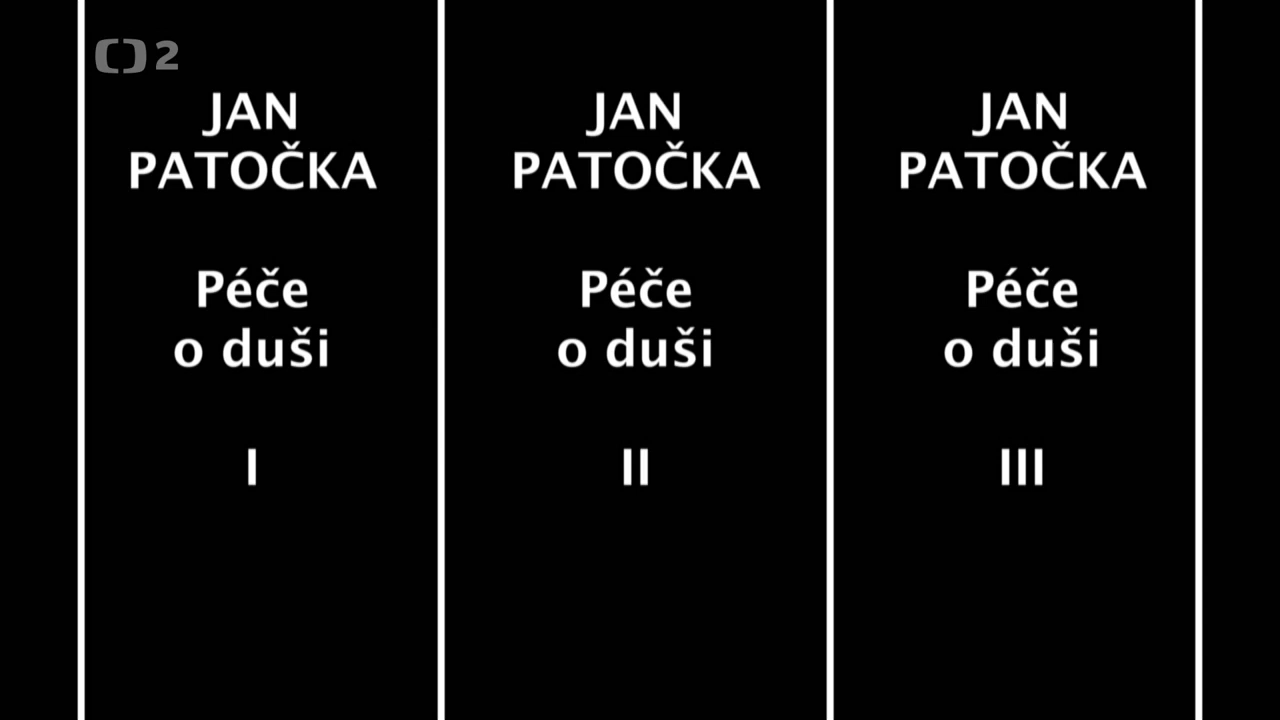 2
JAN
PATOČKA
Péče
o duši
I
JAN
PATOČKA
Péče
o duši
II
JAN
PATOČKA
Péče
o duši
III